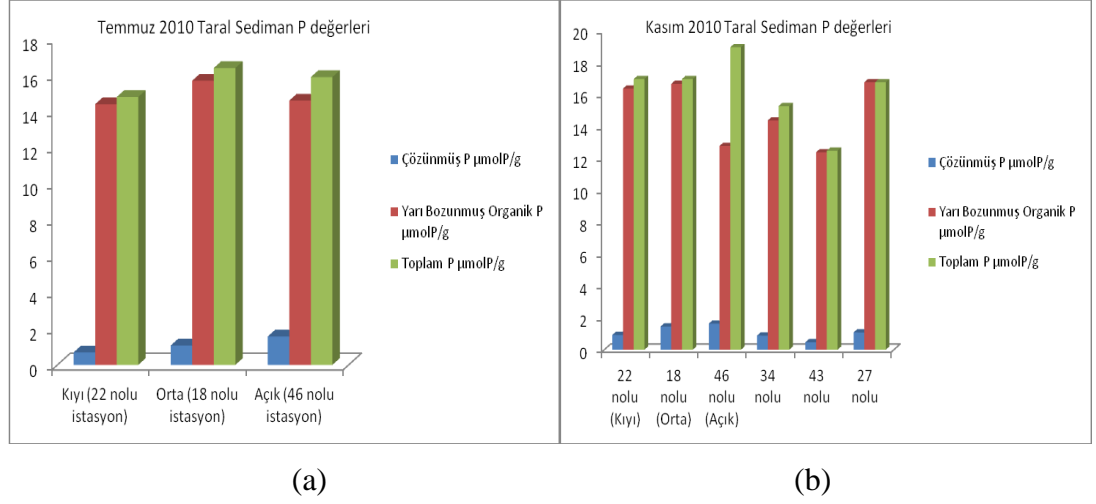 Temmuz 2010 Taral Sediman P değerleri
18
16
14
12
10
8
6
4
2
0
Kıyı (22 nolu
istasyon)
Orta (18 nolu
istasyon)
Açık (46 nolu
istasyon)
Çözünmüş P µmolP/g
Yarı Bozunmuş Organik P
µmolP/g
Toplam P µmolP/g
(a)
Kasım 2010 Taral Sediman P değerleri
20
18
16
14
12
10
8
6
4
2
0
22
nolu
(Kıyı)
18
nolu
(Orta)
46
nolu
(Açık)
34
nolu
43
nolu
27
nolu
Çözünmüş P µmolP/g
Yarı Bozunmuş Organik P
µmolP/g
Toplam P µmolP/g
(b)